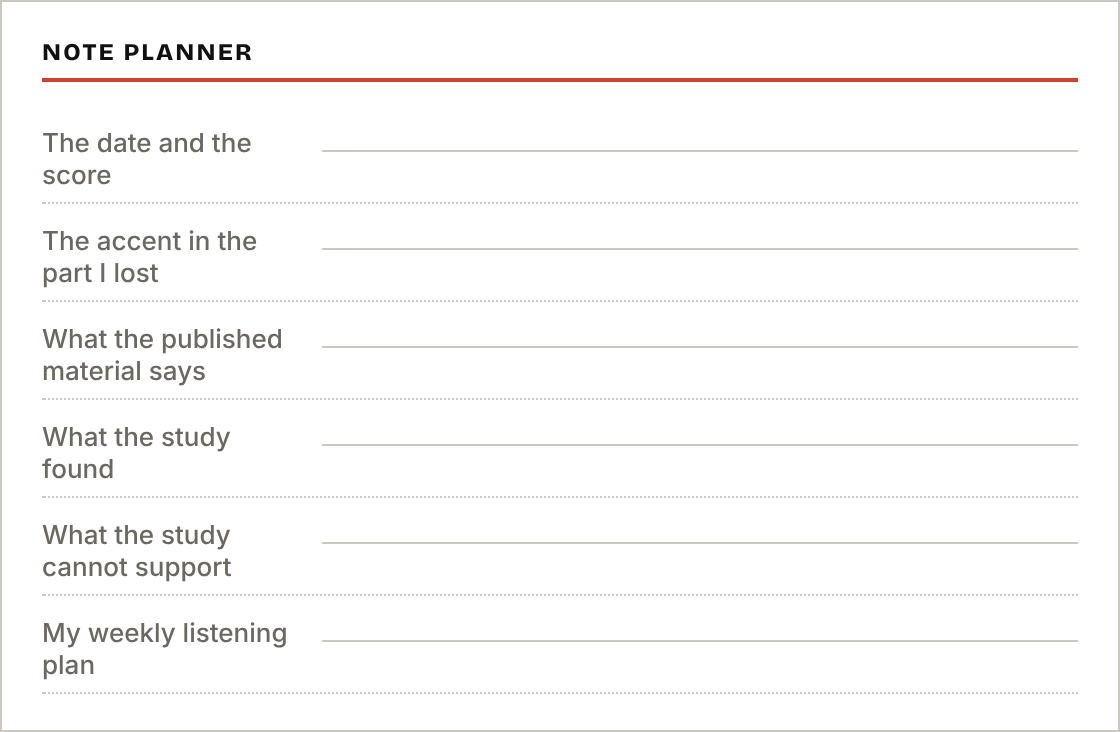 NOTE PLANNER
The date and the
score
The accent in the
part I lost
What the published
material says
What the study
found
What the study
cannot support
My weekly listening
plan